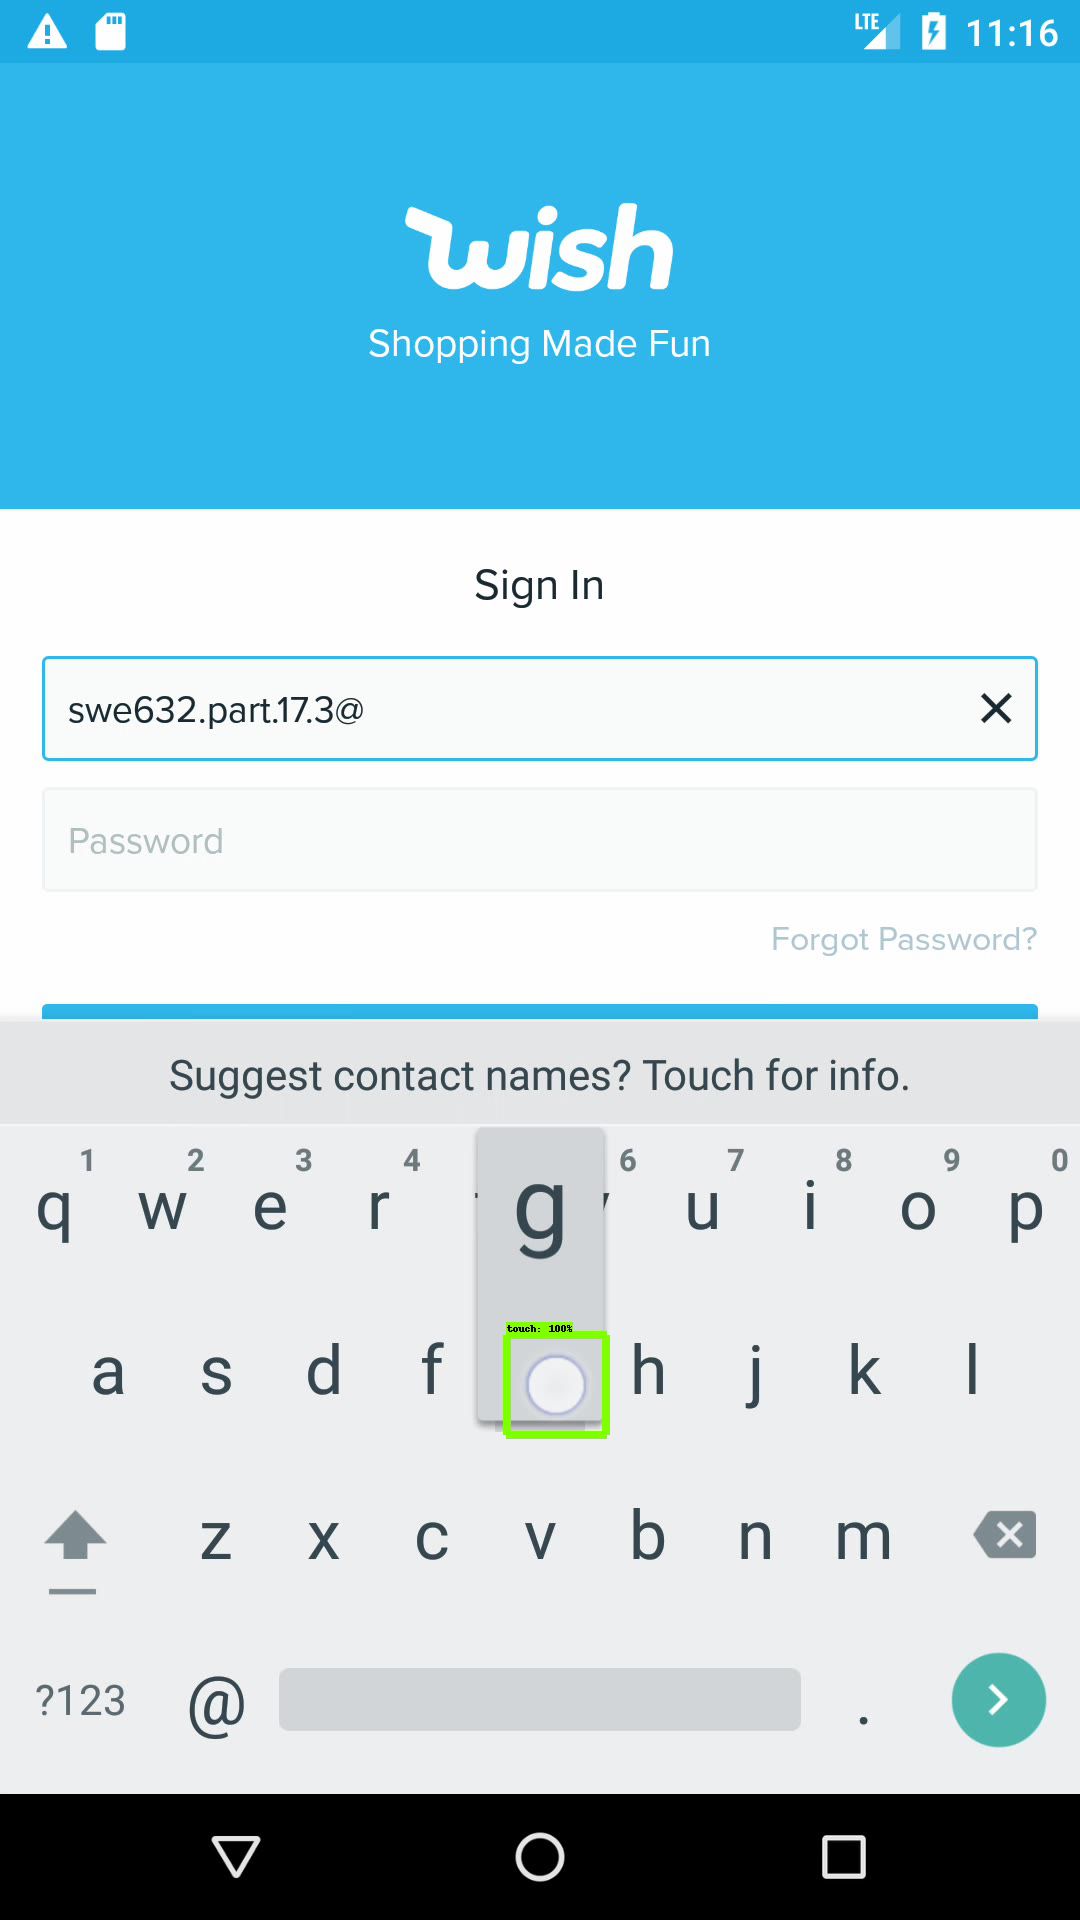 LTE 11:16
wish
Shopping Made Fun
Sign In
swe632.part.17.3@
Password
Forgot Password?
Suggest contact names? Touch for info.
1 2 3 4 6 7 8 9 0
q w e r g u i o p
touch: 100%
a s d f h j k l
z x c v b n m
?123 @ .